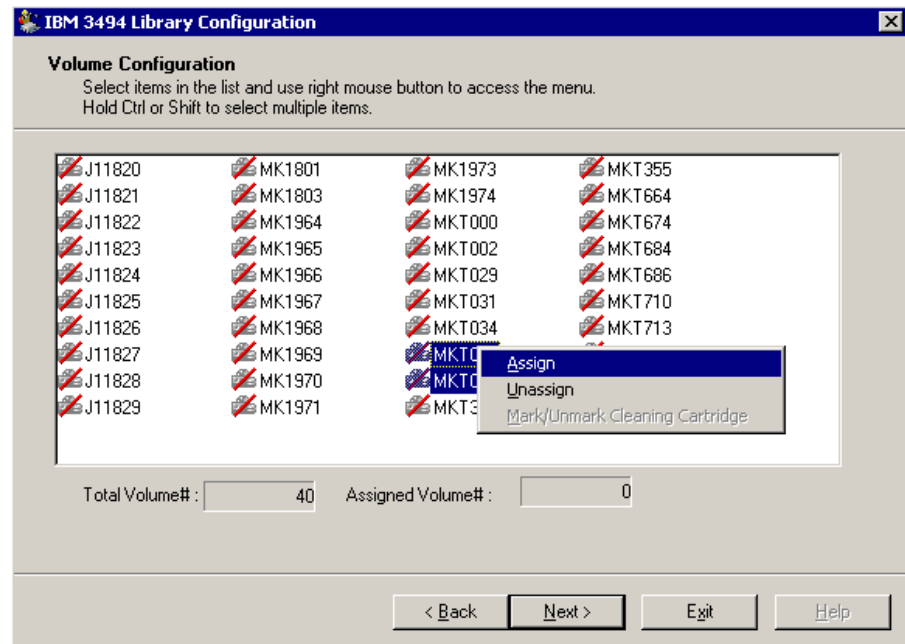 IBM 3494 Library Configuration
Volume Configuration
Select items in the list and use right mouse button to access the menu.
Hold Ctrl or Shift to select multiple items.
J11820 MK1801 MK1973 MKT355
J11821 MK1803 MK1974 MKT664
J11822 MK1964 MKT000 MKT674
J11823 MK1965 MKT002 MKT684
J11824 MK1966 MKT029 MKT686
J11825 MK1967 MKT031 MKT710
J11826 MK1968 MKT034 MKT713
J11827 MK1969
J11828 MK1970
J11829 MK1971
Assign
Unassign
Mark/Unmark Cleaning Cartridge
Total Volume# : 40 Assigned Volume# : 0
< Back Next > Exit Help